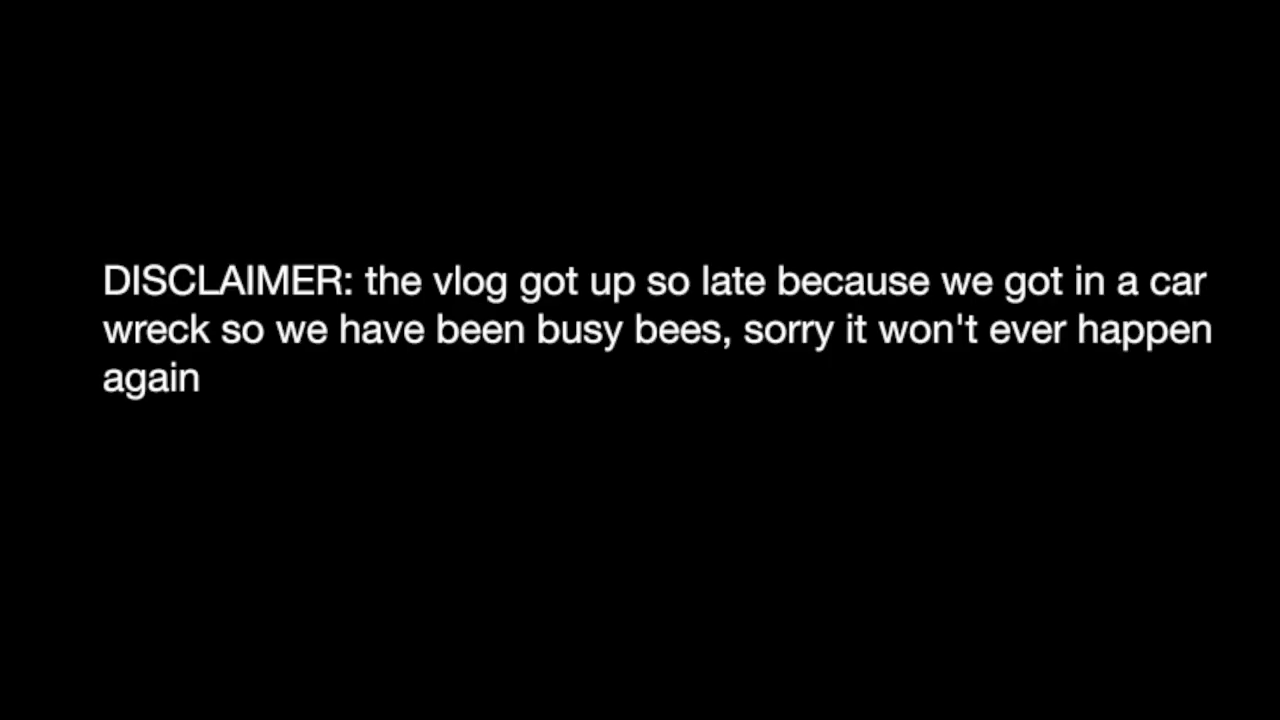 DISCLAIMER: the vlog got up so late because we got in a car
wreck so we have been busy bees, sorry it won't ever happen
again